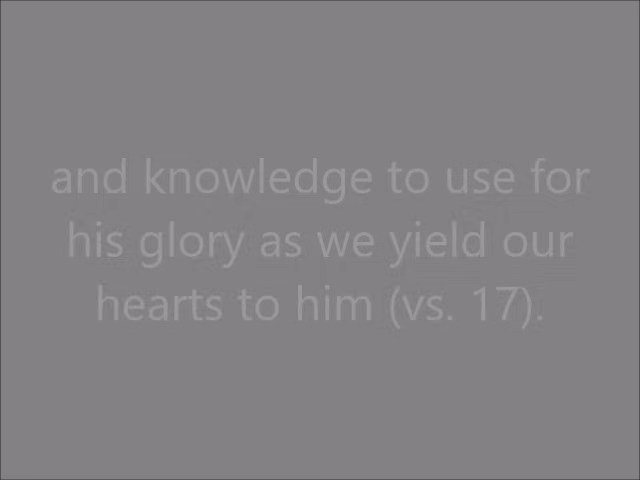 and knowledge to use for
his glory as we yield our
hearts to him (vs. 17).